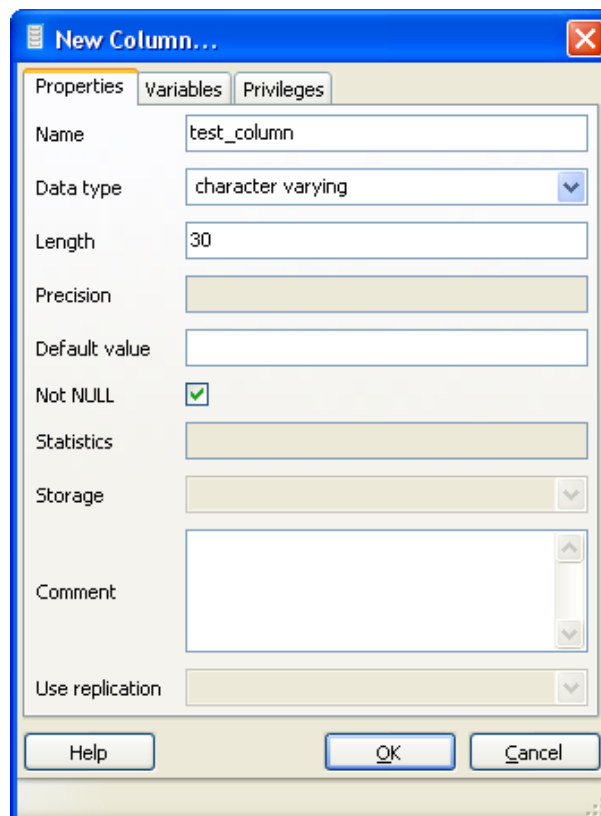 New Column...
Properties Variables Privileges
Name test_column
Data type character varying
Length 30
Precision
Default value
Not NULL
Statistics
Storage
Comment
Use replication
Help OK Cancel